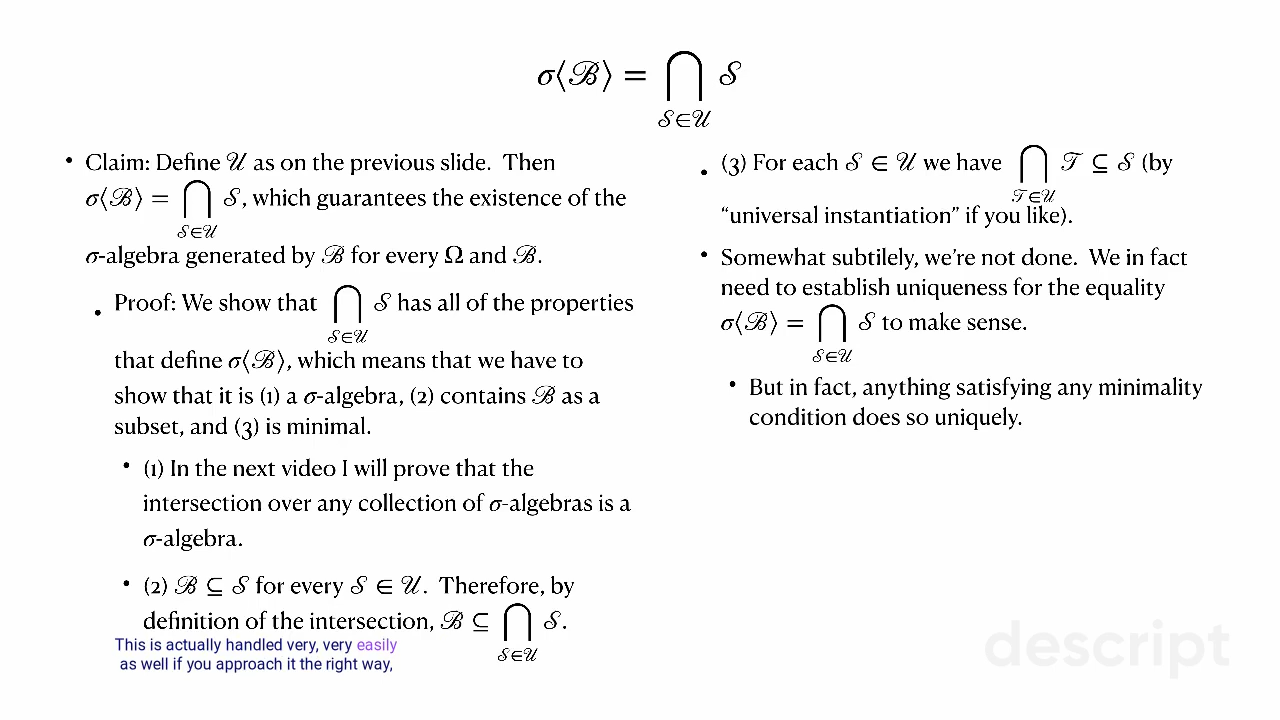 σ⟨ℬ⟩ = ⋂ 𝒮
𝒮∈𝒰
• Claim: Define 𝒰 as on the previous slide. Then
σ⟨ℬ⟩ = ⋂ 𝒮, which guarantees the existence of the
𝒮∈𝒰
σ-algebra generated by ℬ for every Ω and ℬ.
• Proof: We show that ⋂ 𝒮 has all of the properties
𝒮∈𝒰
that define σ⟨ℬ⟩, which means that we have to
show that it is (1) a σ-algebra, (2) contains ℬ as a
subset, and (3) is minimal.
• (1) In the next video I will prove that the
intersection over any collection of σ-algebras is a
σ-algebra.
• (2) ℬ ⊆ 𝒮 for every 𝒮 ∈ 𝒰. Therefore, by
definition of the intersection, ℬ ⊆ ⋂ 𝒮.
𝒮∈𝒰
This is actually handled very, very easily
as well if you approach it the right way,
• (3) For each 𝒮 ∈ 𝒰 we have ⋂ 𝒯 ⊆ 𝒮 (by
𝒯∈𝒰
“universal instantiation” if you like).
• Somewhat subtilely, we’re not done. We in fact
need to establish uniqueness for the equality
σ⟨ℬ⟩ = ⋂ 𝒮 to make sense.
𝒮∈𝒰
• But in fact, anything satisfying any minimality
condition does so uniquely.
descript